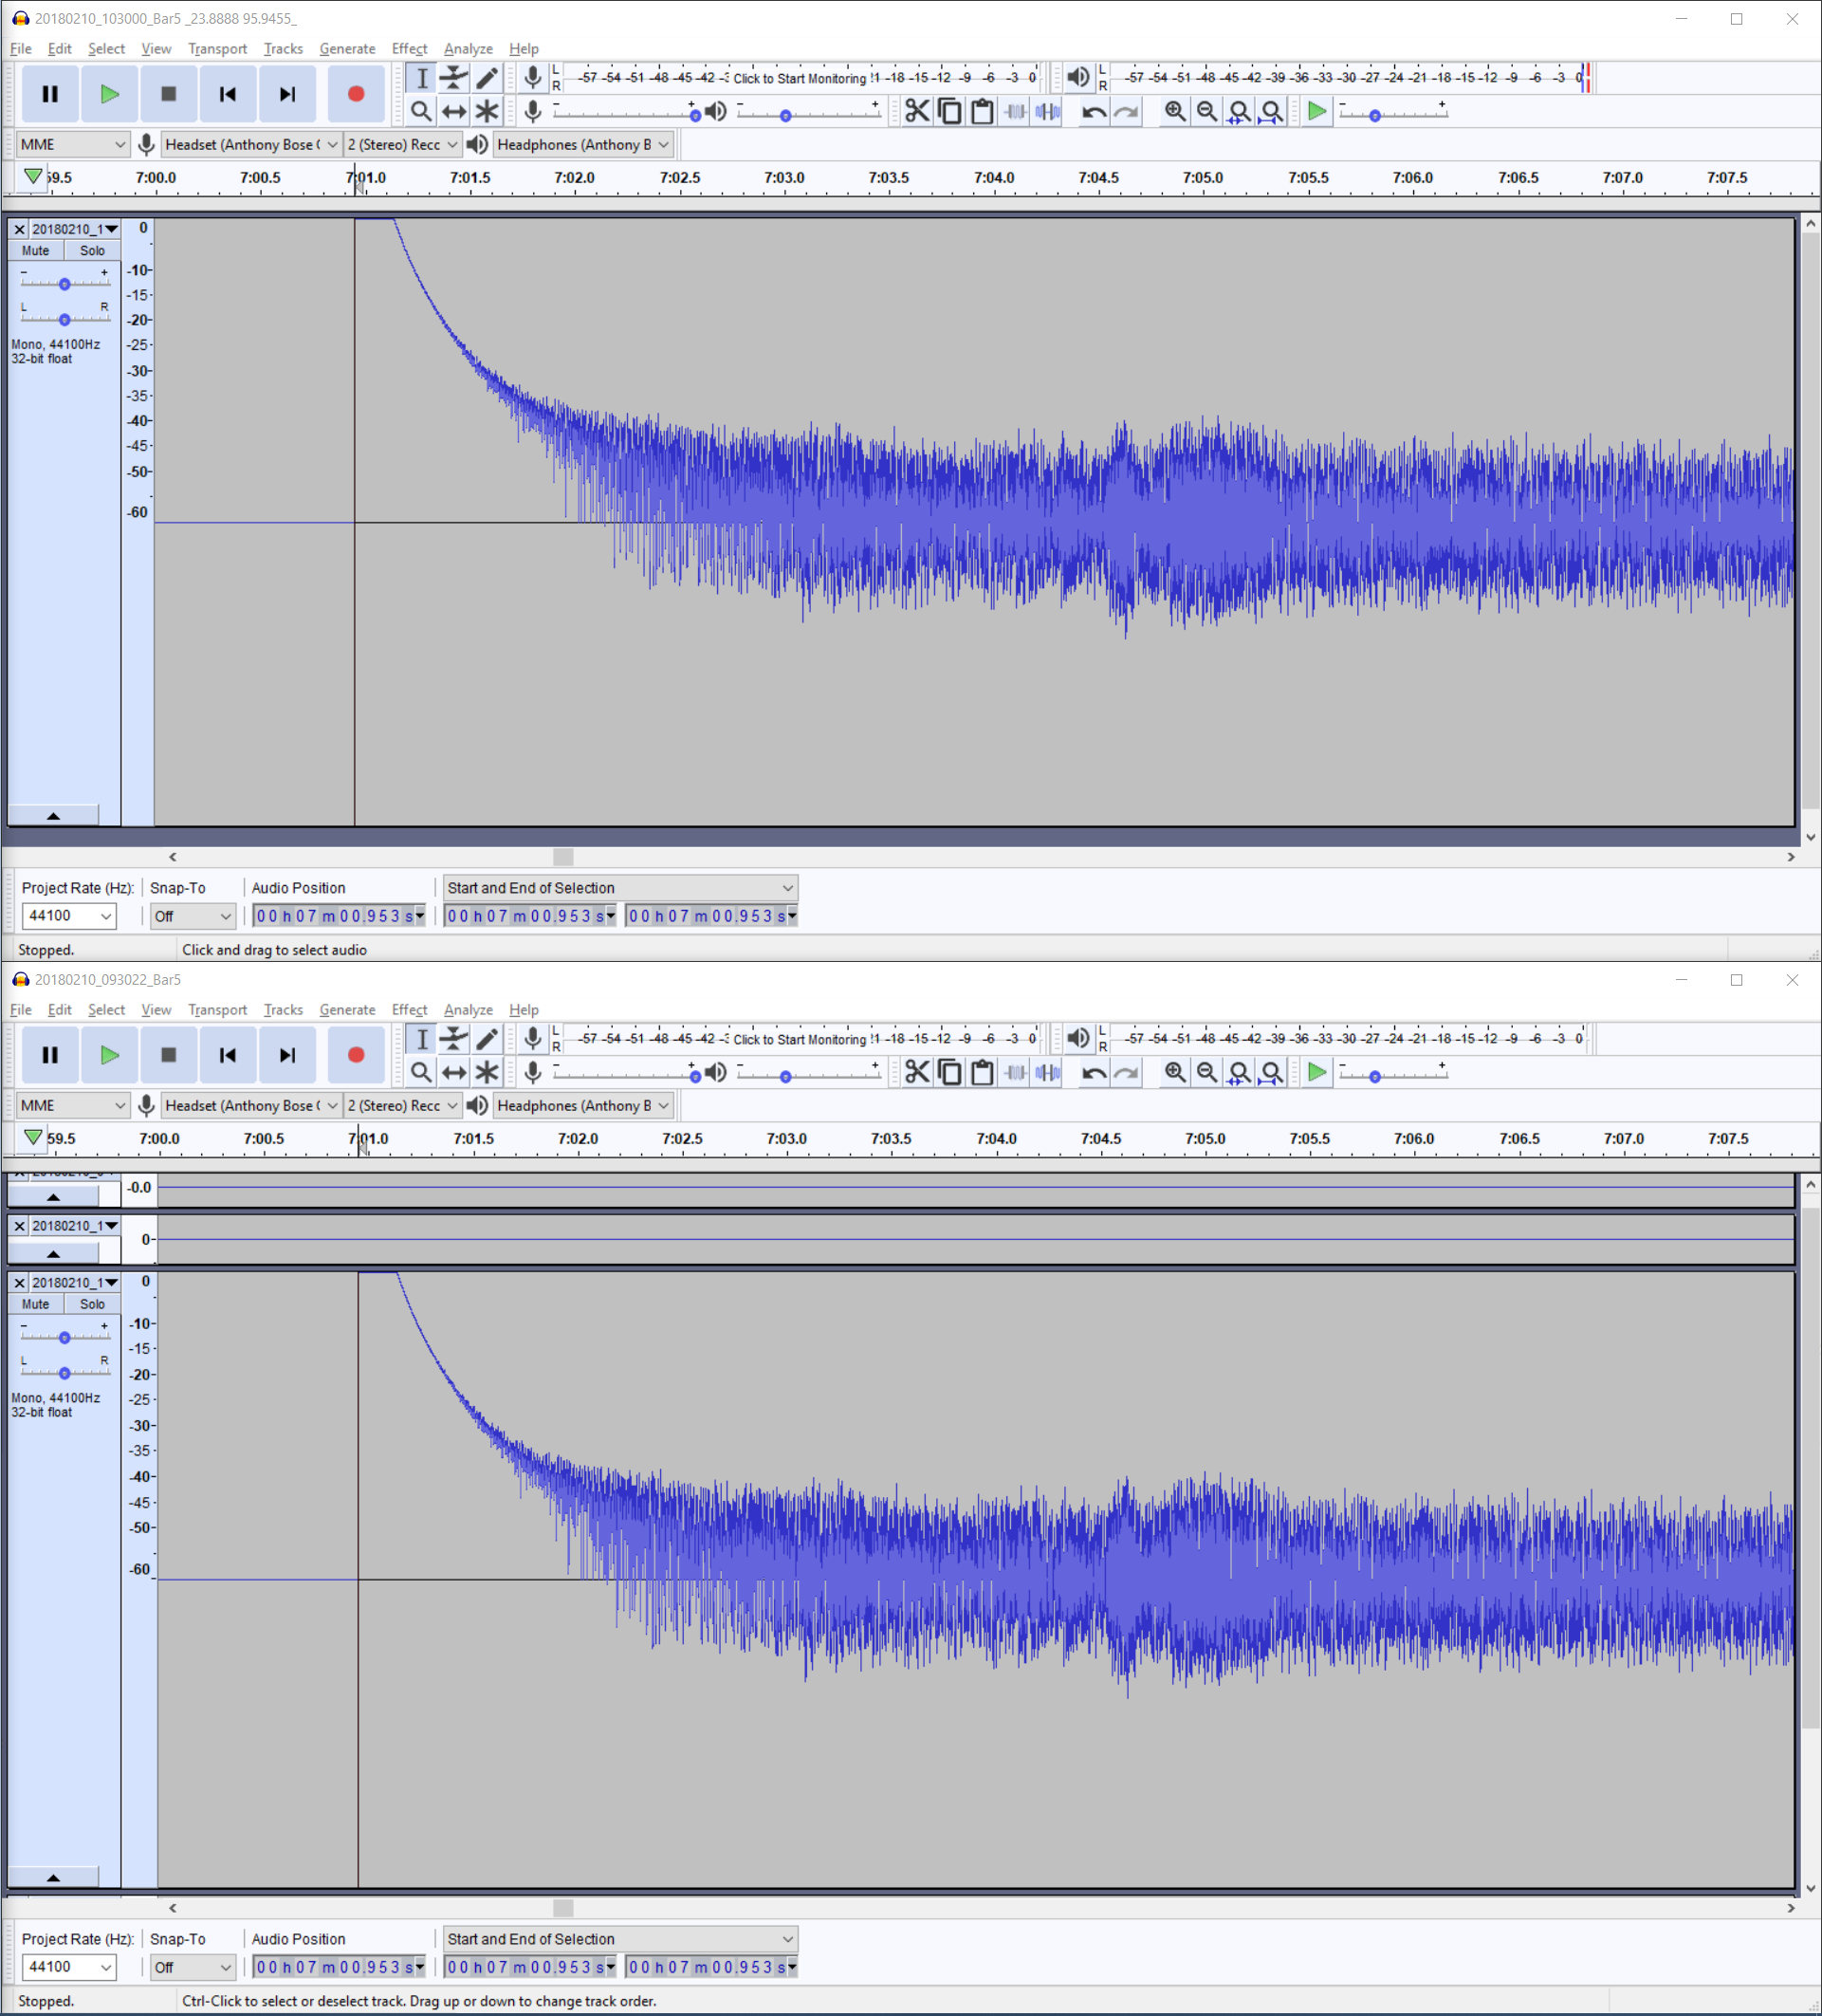 20180210_103000_Bar5 _23.8888 95.9455_
File Edit Select View Transport Tracks Generate Effect Analyze Help
L -57 -54 -51 -48 -45 -42 Click to Start Monitoring -18 -15 -12 -9 -6 -3 0 L -57 -54 -51 -48 -45 -42 -39 -36 -33 -30 -27 -24 -21 -18 -15 -12 -9 -6 -3 0
R R
- + - + - +
MME Headset (Anthony Bose ( 2 (Stereo) Recc Headphones (Anthony B
59.5 7:00.0 7:00.5 7:01.0 7:01.5 7:02.0 7:02.5 7:03.0 7:03.5 7:04.0 7:04.5 7:05.0 7:05.5 7:06.0 7:06.5 7:07.0 7:07.5
20180210_1 0
Mute Solo
- + -10
-15
L R -20
Mono, 44100Hz -25
32-bit float -30
-35
-40
-45
-50
-60
Project Rate (Hz): Snap-To Audio Position Start and End of Selection
44100 Off 00 h 07 m 00.953 s 00 h 07 m 00.953 s 00 h 07 m 00.953 s
Stopped. Click and drag to select audio
20180210_093022_Bar5
File Edit Select View Transport Tracks Generate Effect Analyze Help
L -57 -54 -51 -48 -45 -42 Click to Start Monitoring -18 -15 -12 -9 -6 -3 0 L -57 -54 -51 -48 -45 -42 -39 -36 -33 -30 -27 -24 -21 -18 -15 -12 -9 -6 -3 0
R R
- + - + - +
MME Headset (Anthony Bose ( 2 (Stereo) Recc Headphones (Anthony B
59.5 7:00.0 7:00.5 7:01.0 7:01.5 7:02.0 7:02.5 7:03.0 7:03.5 7:04.0 7:04.5 7:05.0 7:05.5 7:06.0 7:06.5 7:07.0 7:07.5
-0.0
20180210_1
0
20180210_1 0
Mute Solo
- + -10
-15
L R -20
Mono, 44100Hz -25
32-bit float -30
-35
-40
-45
-50
-60
Project Rate (Hz): Snap-To Audio Position Start and End of Selection
44100 Off 00 h 07 m 00.953 s 00 h 07 m 00.953 s 00 h 07 m 00.953 s
Stopped. Ctrl-Click to select or deselect track. Drag up or down to change track order.